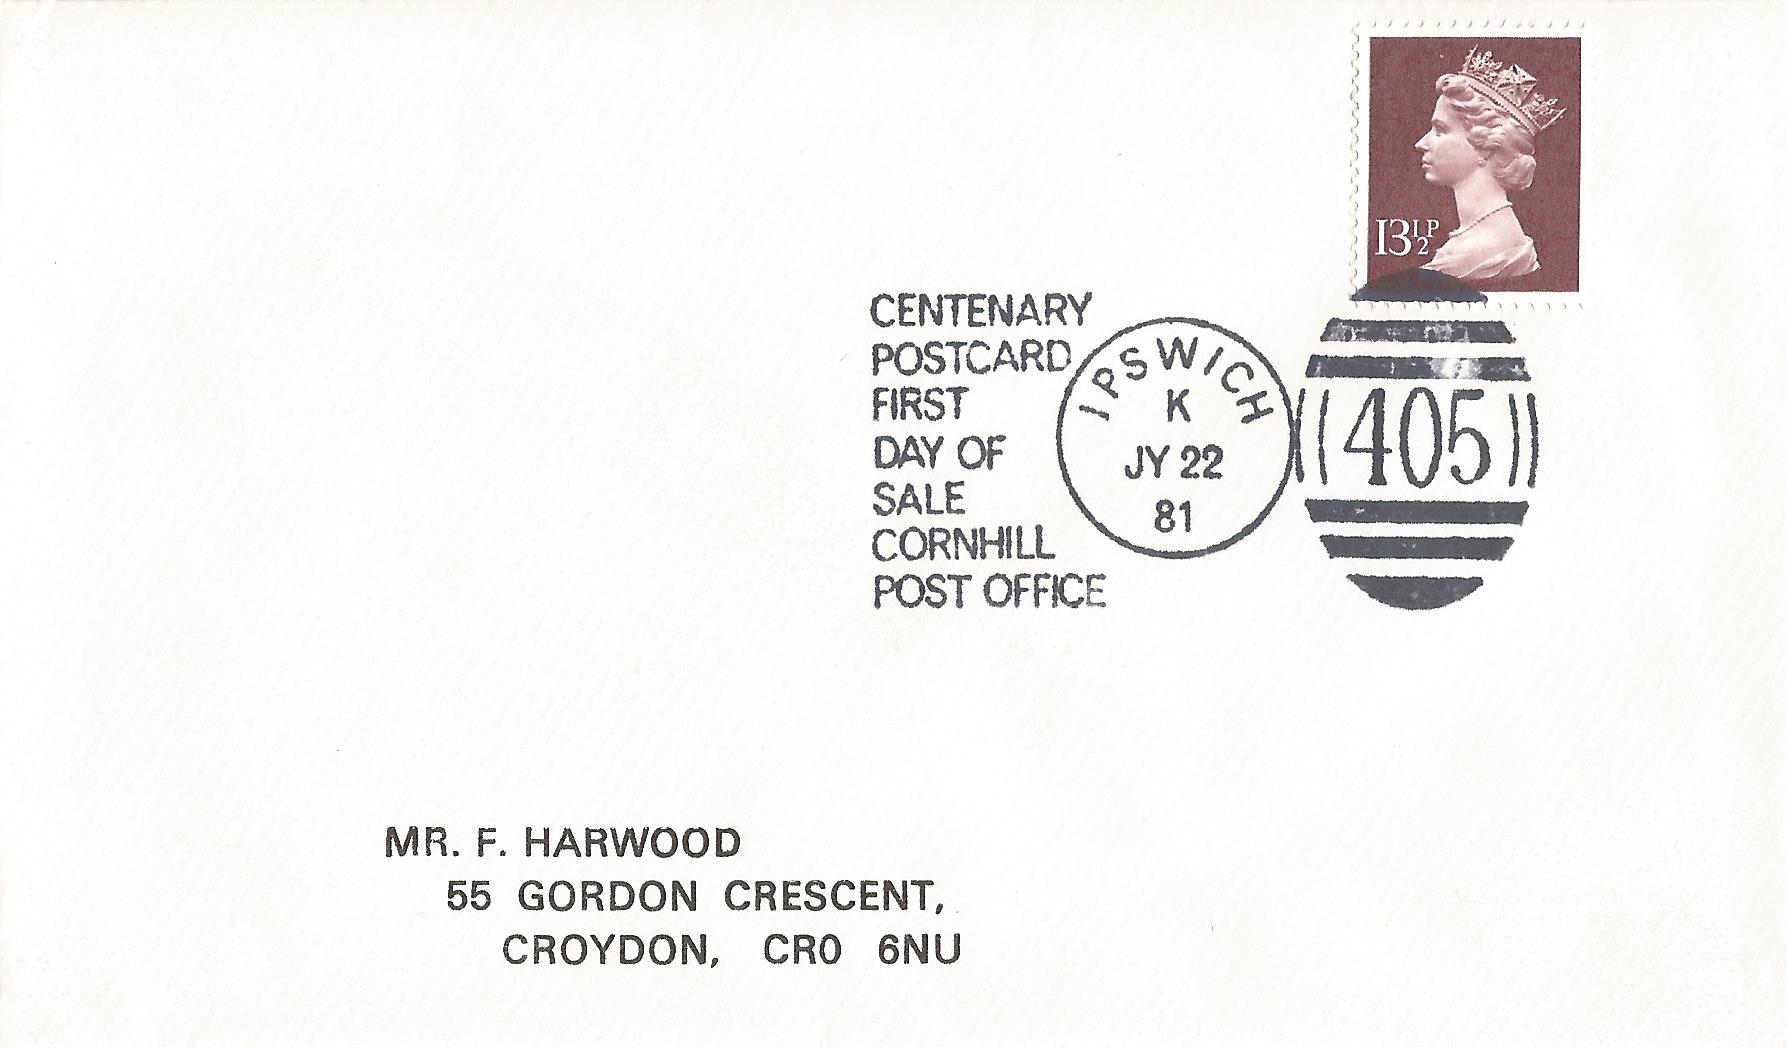 13½P
CENTENARY
POSTCARD
FIRST
DAY OF
SALE
CORNHILL
POST OFFICE
IPSWICH
K
JY 22
81
405
MR. F. HARWOOD
55 GORDON CRESCENT,
CROYDON, CR0 6NU